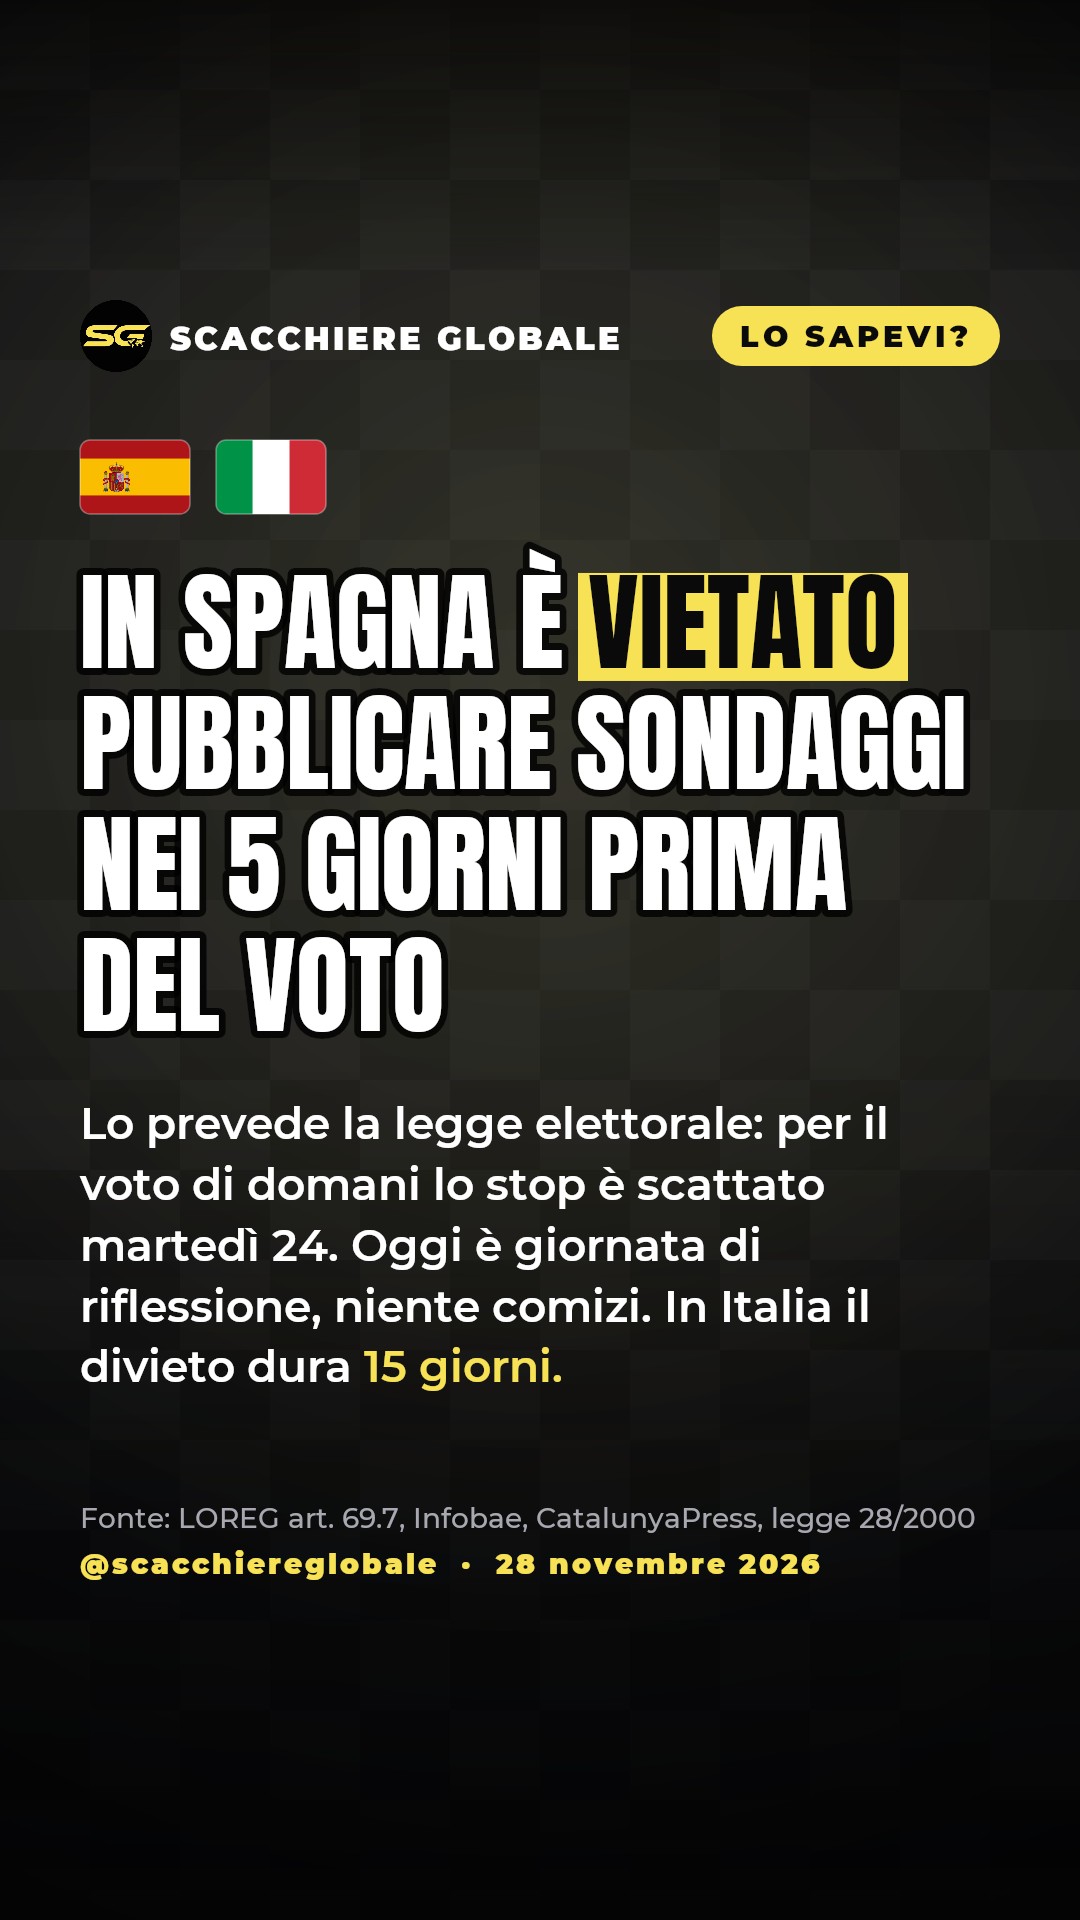 SG
SCACCHIERE GLOBALE
LO SAPEVI?
IN SPAGNA È VIETATO
PUBBLICARE SONDAGGI
NEI 5 GIORNI PRIMA
DEL VOTO
Lo prevede la legge elettorale: per il
voto di domani lo stop è scattato
martedì 24. Oggi è giornata di
riflessione, niente comizi. In Italia il
divieto dura 15 giorni.
Fonte: LOREG art. 69.7, Infobae, CatalunyaPress, legge 28/2000
@scacchiereglobale · 28 novembre 2026